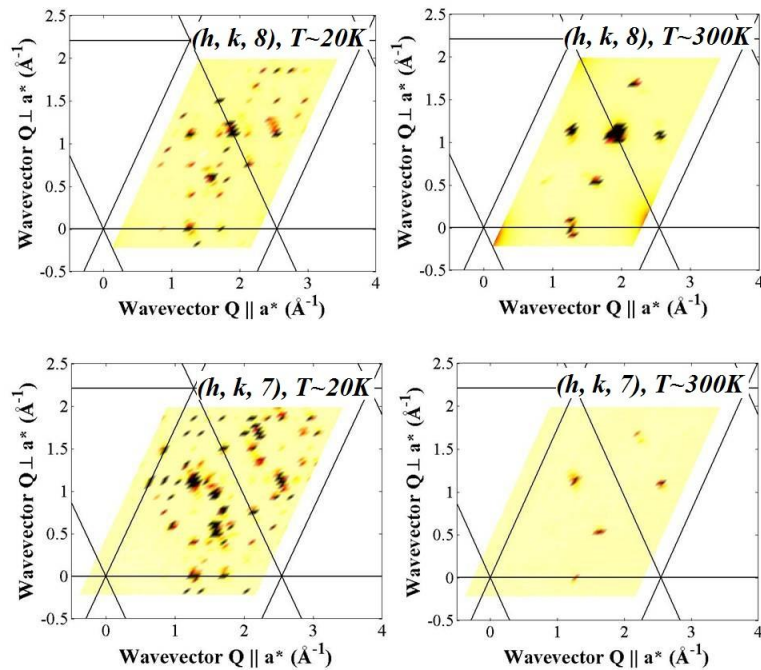 2.5
(h, k, 8), T~20K
2
1.5
1
0.5
0
-0.5
0 1 2 3 4
Wavevector Q ⊥ a* (Å-1)
Wavevector Q || a* (Å-1)
2.5
(h, k, 8), T~300K
2
1.5
1
0.5
0
-0.5
0 1 2 3 4
Wavevector Q ⊥ a* (Å-1)
Wavevector Q || a* (Å-1)
2.5
(h, k, 7), T~20K
2
1.5
1
0.5
0
-0.5
0 1 2 3 4
Wavevector Q ⊥ a* (Å-1)
Wavevector Q || a* (Å-1)
2.5
(h, k, 7), T~300K
2
1.5
1
0.5
0
-0.5
0 1 2 3 4
Wavevector Q ⊥ a* (Å-1)
Wavevector Q || a* (Å-1)